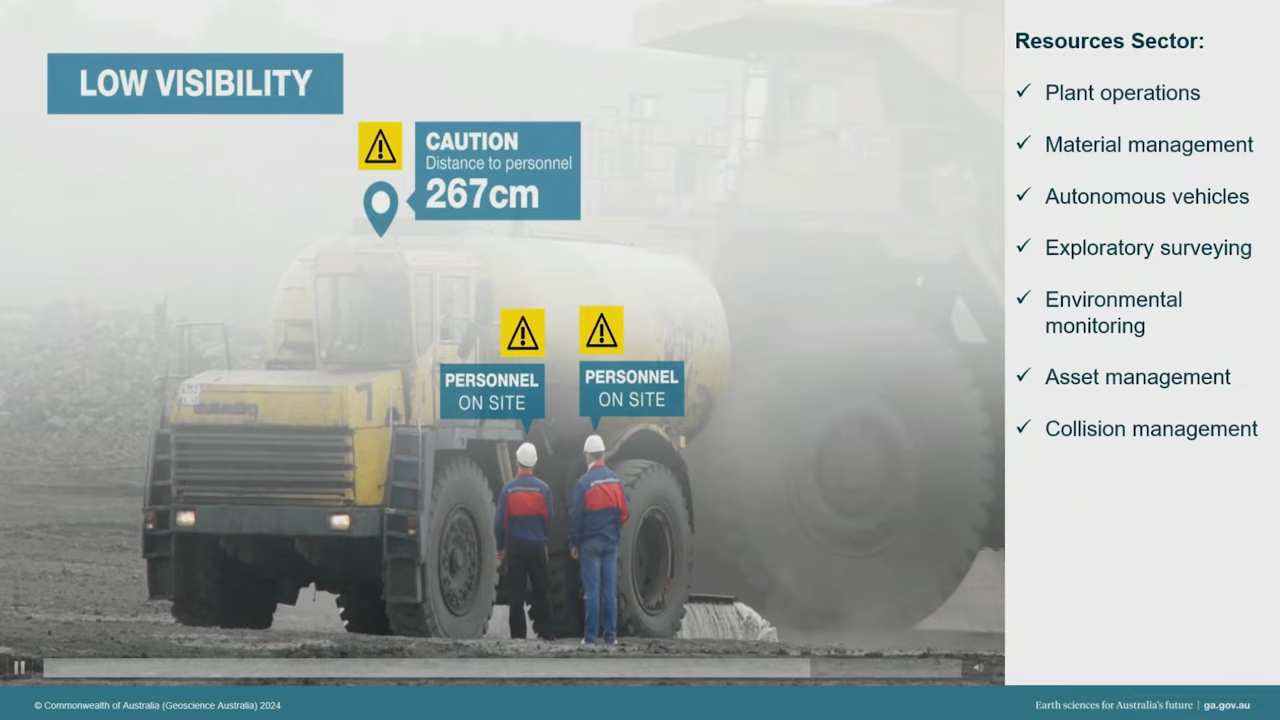 LOW VISIBILITY
CAUTION
Distance to personnel
267cm
PERSONNEL
ON SITE
PERSONNEL
ON SITE
Resources Sector:
✓ Plant operations
✓ Material management
✓ Autonomous vehicles
✓ Exploratory surveying
✓ Environmental
monitoring
✓ Asset management
✓ Collision management
© Commonwealth of Australia (Geoscience Australia) 2024
Earth sciences for Australia's future | ga.gov.au